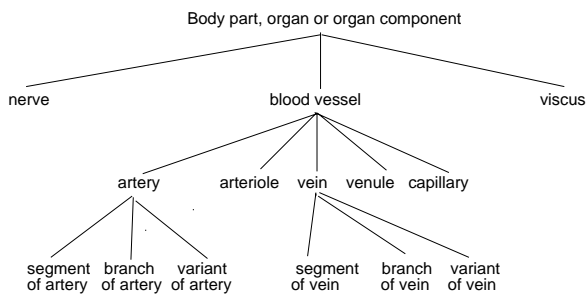 Body part, organ or organ component
nerve blood vessel viscus
artery arteriole vein venule capillary
segment branch variant segment branch variant
of artery of artery of artery of vein of vein of vein